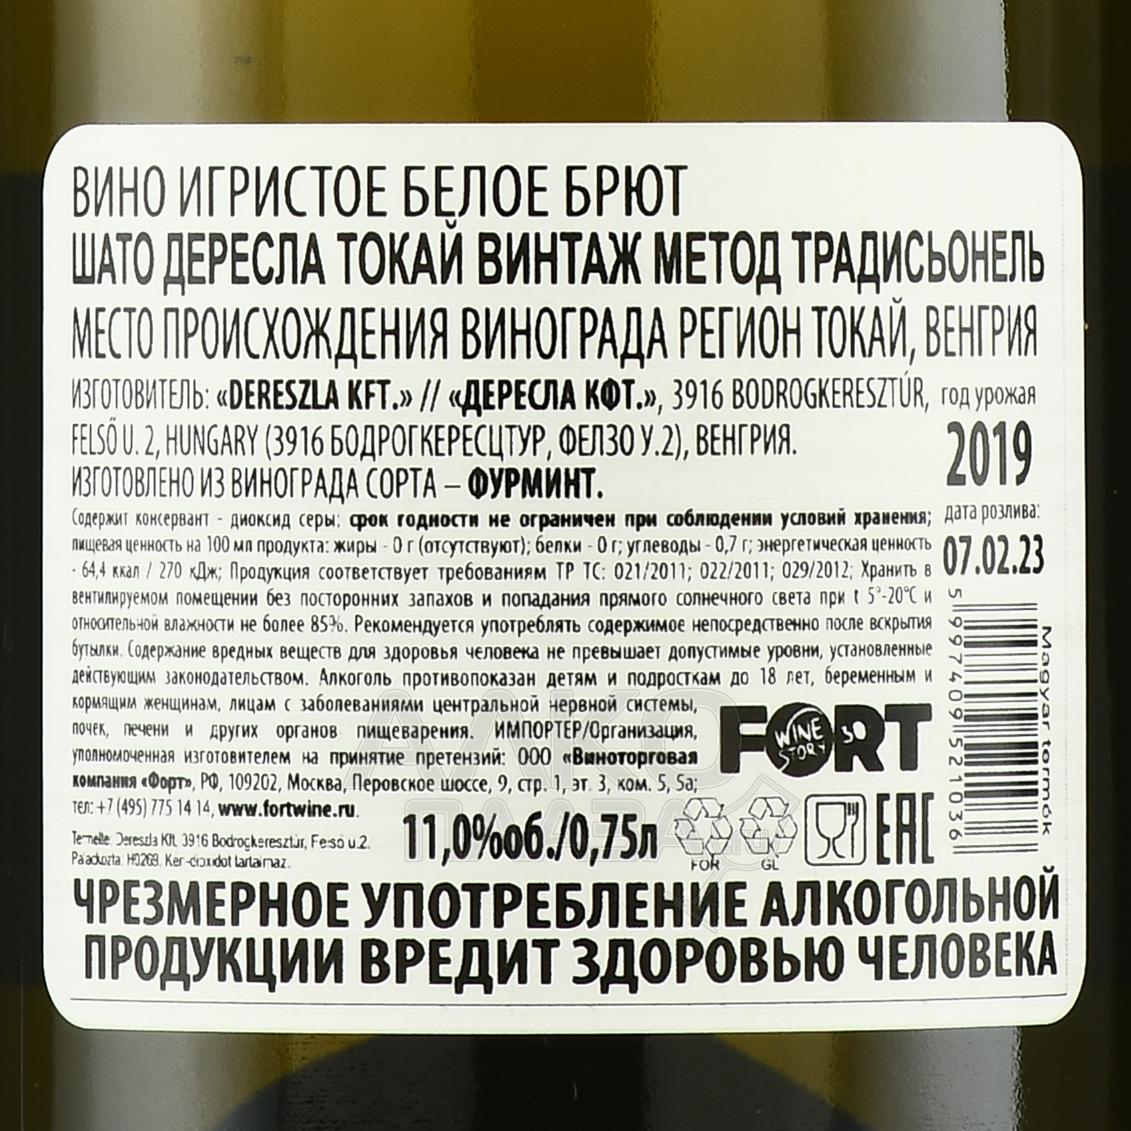 ВИНО ИГРИСТОЕ БЕЛОЕ БРЮТ
ШАТО ДЕРЕСЛА ТОКАЙ ВИНТАЖ МЕТОД ТРАДИСЬОНЕЛЬ
МЕСТО ПРОИСХОЖДЕНИЯ ВИНОГРАДА РЕГИОН ТОКАЙ, ВЕНГРИЯ
ИЗГОТОВИТЕЛЬ: «DERESZLA KFT.» // «ДЕРЕСЛА КФТ.», 3916 BODROGKERESZTÚR,
FELSŐ U. 2, HUNGARY (3916 БОДРОГКЕРЕСЦТУР, ФЕЛЗО У.2), ВЕНГРИЯ.
ИЗГОТОВЛЕНО ИЗ ВИНОГРАДА СОРТА – ФУРМИНТ.
год урожая
2019
дата розлива:
07.02.23
Содержит консервант - диоксид серы; срок годности не ограничен при соблюдении условий хранения;
пищевая ценность на 100 мл продукта: жиры - 0 г (отсутствуют); белки - 0 г; углеводы - 0,7 г; энергетическая ценность
- 64,4 ккал / 270 кДж; Продукция соответствует требованиям ТР ТС: 021/2011; 022/2011; 029/2012; Хранить в
вентилируемом помещении без посторонних запахов и попадания прямого солнечного света при t 5°-20°C и
относительной влажности не более 85%. Рекомендуется употреблять содержимое непосредственно после вскрытия
бутылки. Содержание вредных веществ для здоровья человека не превышает допустимые уровни, установленные
действующим законодательством. Алкоголь противопоказан детям и подросткам до 18 лет, беременным и
кормящим женщинам, лицам с заболеваниями центральной нервной системы,
почек, печени и других органов пищеварения. ИМПОРТЕР/Организация,
уполномоченная изготовителем на принятие претензий: ООО «Виноторговая
компания «Форт», РФ, 109202, Москва, Перовское шоссе, 9, стр. 1, эт. 3, ком. 5, 5а;
тел: +7 (495) 775 14 14, www.fortwine.ru.
FORT
WINE STORY 30
5 997409 521036
Magyar termék
Termelle: Dereszla Kft. 3916 Bodrogkeresztúr, Felső u.2.
Palackozta: H0269. Kén-dioxidot tartalmaz.
11,0%об./0,75л
FOR
GL
EAC
ЧРЕЗМЕРНОЕ УПОТРЕБЛЕНИЕ АЛКОГОЛЬНОЙ
ПРОДУКЦИИ ВРЕДИТ ЗДОРОВЬЮ ЧЕЛОВЕКА
АЛКО
ПЛАЗА